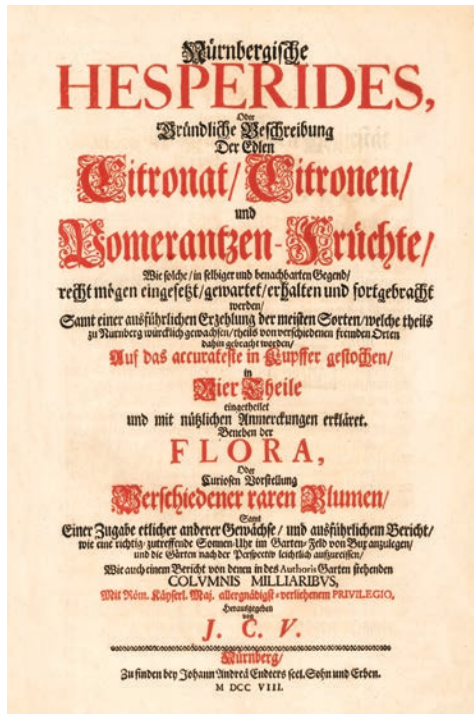 Nürnbergische
HESPERIDES,
Oder
Gründliche Beschreibung
Der Edlen
Citronat/ Citronen/
und
Pomerantzen-Früchte/
Wie solche/ in selbiger und benachbarten Gegend/
recht mögen eingesetzt/ gewartet/ erhalten und fortgebracht
werden/
Samt einer ausführlichen Erzehlung der meisten Sorten/ welche theils
zu Nürnberg würcklich gewachsen/ theils von verschiedenen fremden Orten
dahin gebracht worden/
Auf das accurateste in Kupffer gestochen/
in
Vier Theile
eingetheilet
und mit nützlichen Anmerckungen erkläret.
Beneben der
FLORA,
Oder
Curiosen Vorstellung
Verschiedener raren Blumen/
Samt
Einer Zugabe etlicher anderer Gewächse/ und ausführlichem Bericht/
wie eine richtig-zutreffende Sonnen-Uhr im Garten-Feld von Bux anzulegen/
und die Gärten nach der Perspectiv leichtlich aufzureissen/
Wie auch einem Bericht von denen in des Authoris Garten stehenden
COLVMNIS MILLIARIBVS,
Mit Röm. Käyserl. Maj. allergnädigst-verliehenem PRIVILEGIO,
Herausgegeben
von
J. C. V.
Nürnberg/
Zu finden bey Johann Andreä Endters seel. Sohn und Erben.
M DCC VIII.